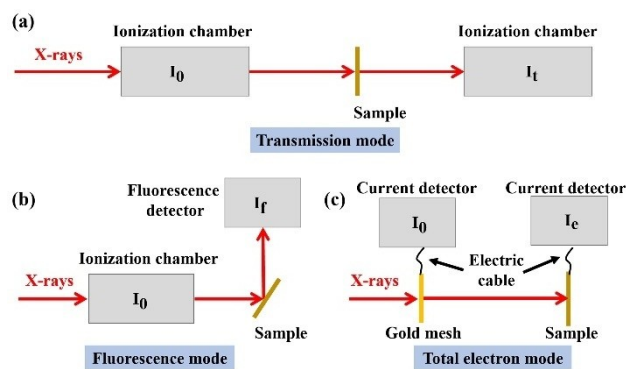 (a)
Ionization chamber
Ionization chamber
X-rays
I0
It
Sample
Transmission mode
(b)
Fluorescence
detector
If
Ionization chamber
X-rays
I0
Sample
Fluorescence mode
(c)
Current detector
Current detector
I0
Ie
Electric
cable
X-rays
Gold mesh
Sample
Total electron mode